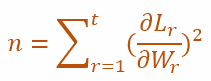 n = ∑_{r=1}^{t} (∂L_r / ∂W_r)^2